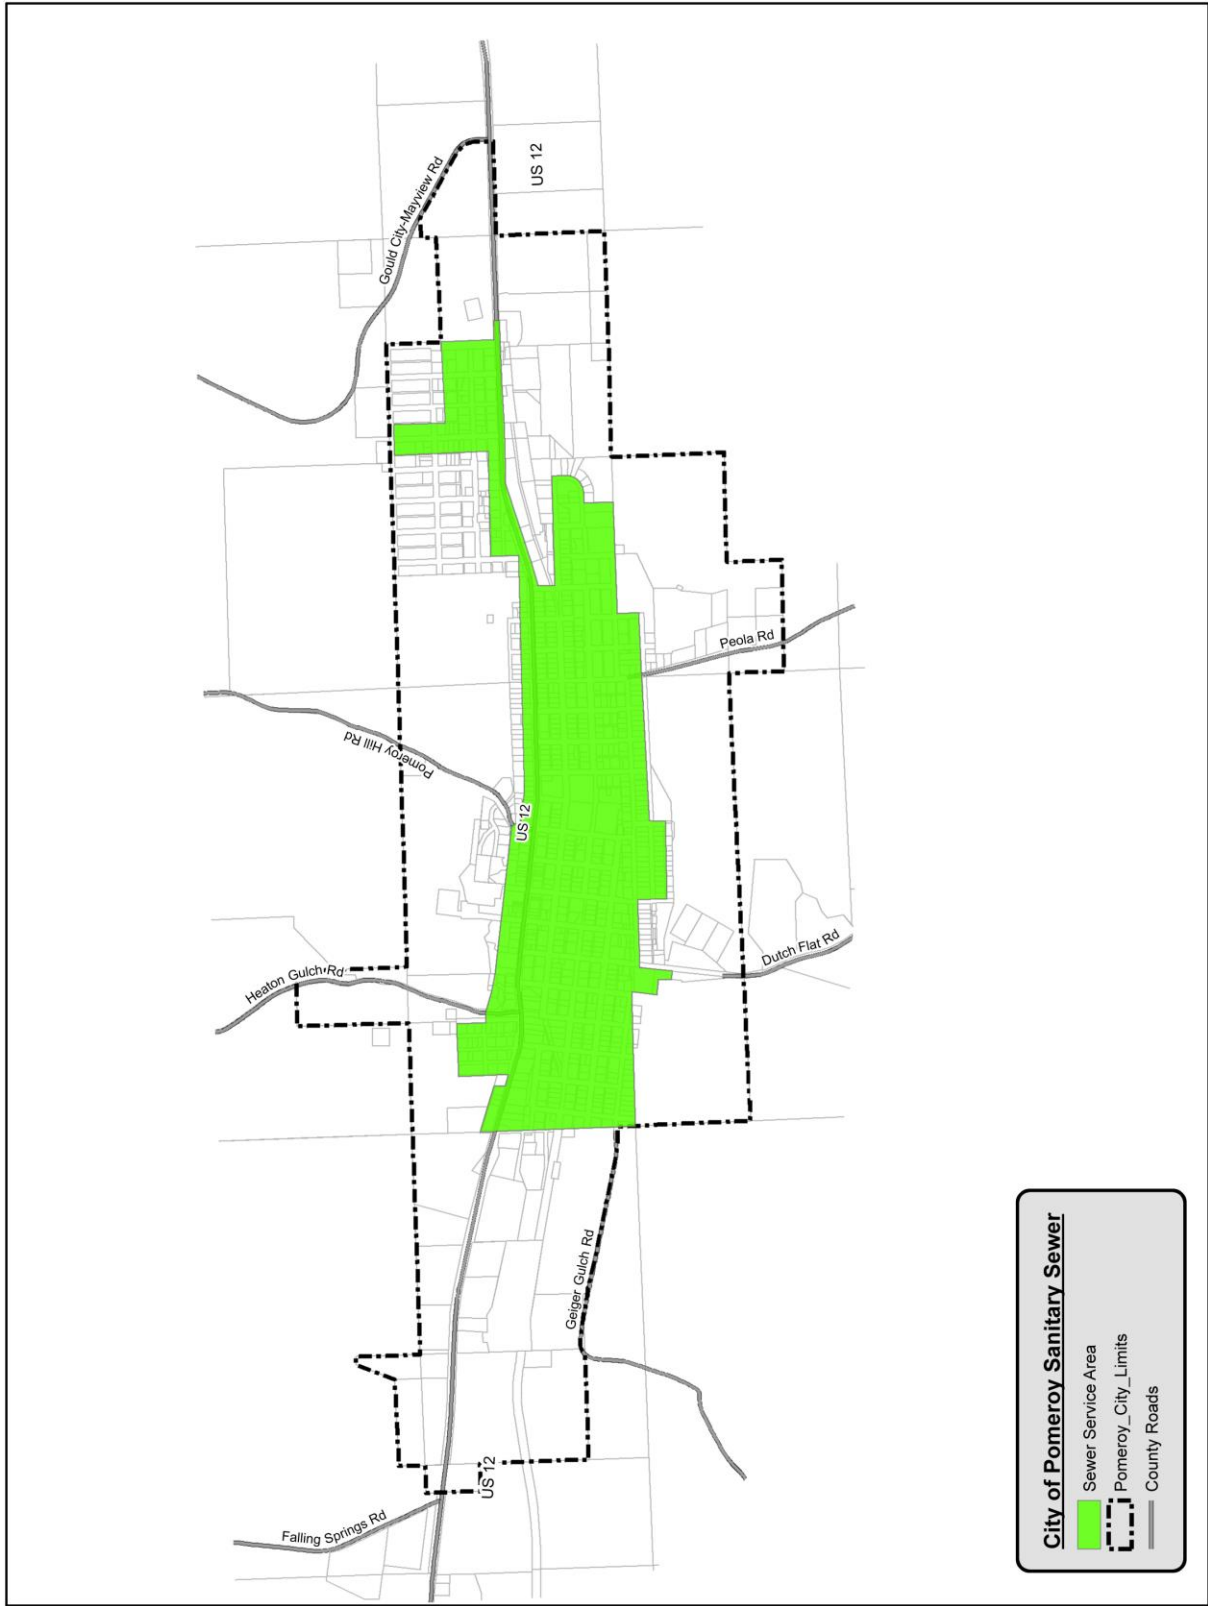 Gould City-Mayview Rd
US 12
Pomeroy Hill Rd
US 12
Peola Rd
Heaton Gulch Rd
Dutch Flat Rd
Geiger Gulch Rd
Falling Springs Rd
US 12
City of Pomeroy Sanitary Sewer
Sewer Service Area
Pomeroy_City_Limits
County Roads